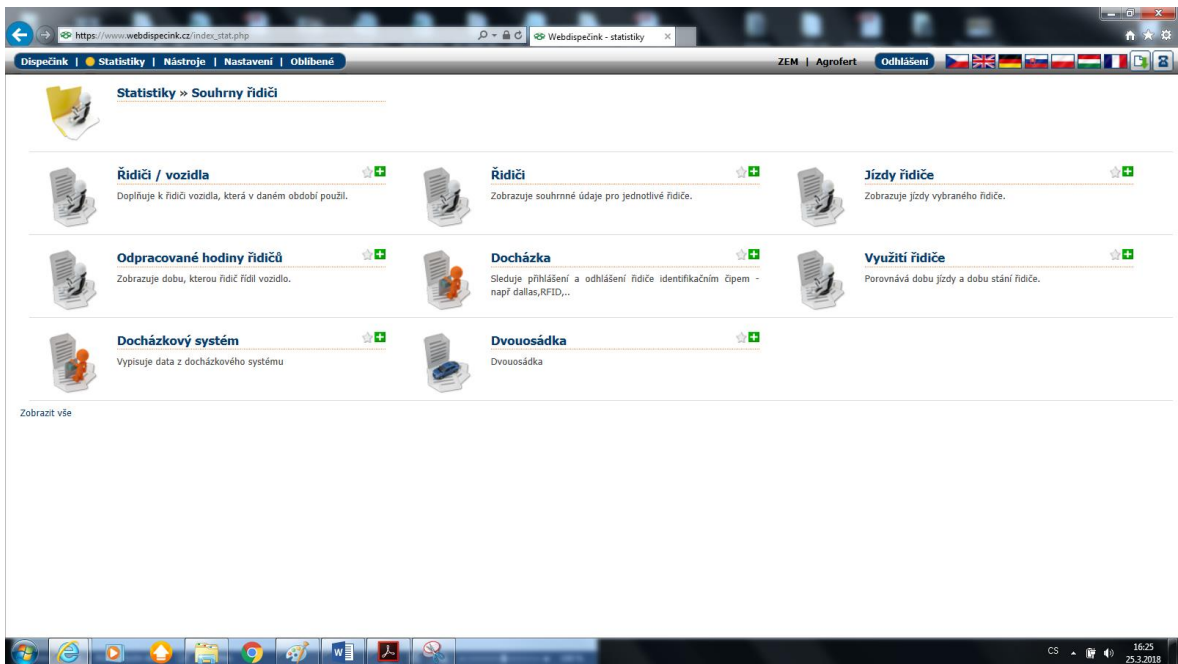 https://www.webdispecink.cz/index_stat.php
Webdispečink - statistiky
Dispečink | Statistiky | Nástroje | Nastavení | Oblíbené
ZEM | Agrofert
Odhlášení
Statistiky » Souhrny řidiči
Řidiči / vozidla
Doplňuje k řidiči vozidla, která v daném období použil.
Řidiči
Zobrazuje souhrnné údaje pro jednotlivé řidiče.
Jízdy řidiče
Zobrazuje jízdy vybraného řidiče.
Odpracované hodiny řidičů
Zobrazuje dobu, kterou řidič řídil vozidlo.
Docházka
Sleduje přihlášení a odhlášení řidiče identifikačním čipem -
např dallas,RFID,..
Využití řidiče
Porovnává dobu jízdy a dobu stání řidiče.
Docházkový systém
Vypisuje data z docházkového systému
Dvouosádka
Dvouosádka
Zobrazit vše
CS
16:25
25.3.2018